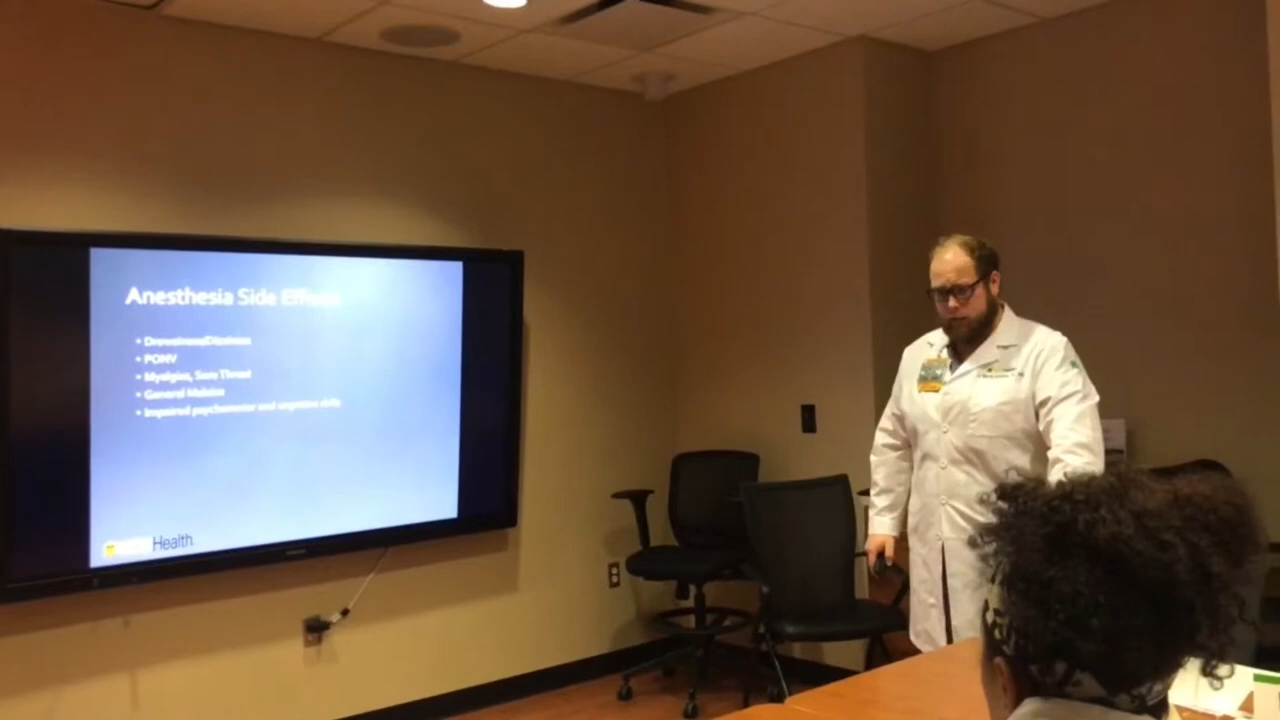 Anesthesia Side Effects
• Drowsiness/Dizziness
• PONV
• Myalgias, Sore Throat
• General Malaise
• Impaired psychomotor and cognitive skills
Health